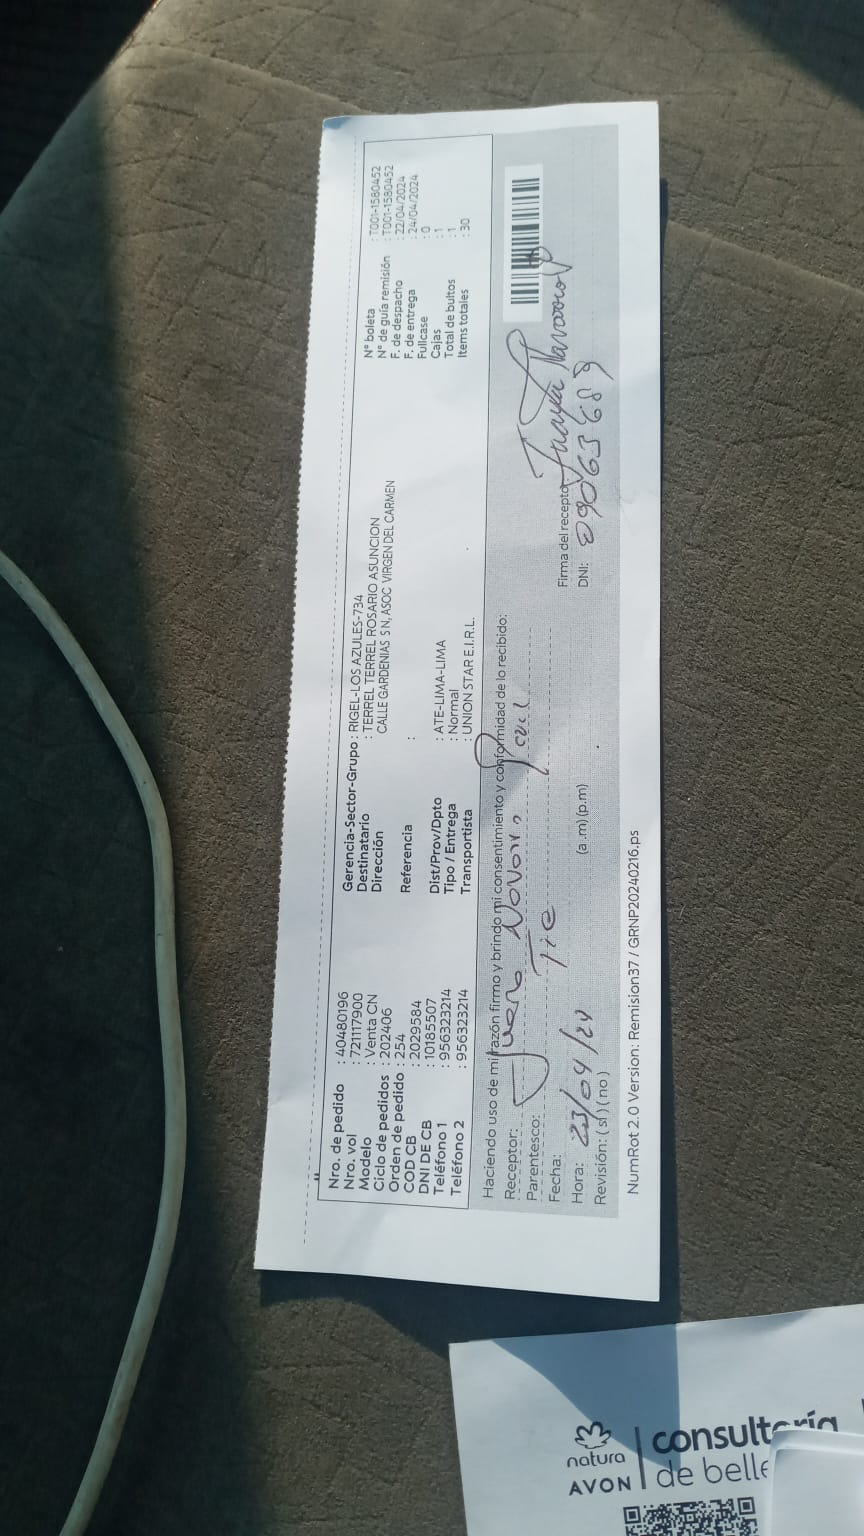 Nro. de pedido : 40480196
Nro. vol : 721117900
Modelo : Venta CN
Ciclo de pedidos : 202406
Orden de pedido : 254
COD CB : 2029584
DNI DE CB : 10185507
Teléfono 1 : 956323214
Teléfono 2 : 956323214
Gerencia-Sector-Grupo : RIGEL-LOS AZULES-734
Destinatario : TERREL TERREL ROSARIO ASUNCION
Dirección CALLE GARDENIAS S N, ASOC VIRGEN DEL CARMEN
Referencia :
Dist/Prov/Dpto : ATE-LIMA-LIMA
Tipo / Entrega : Normal
Transportista : UNION STAR E.I.R.L.
N° boleta : T001-1580452
N° de guía remisión : T001-1580452
F. de despacho : 22/04/2024
F. de entrega : 24/04/2024
Fullcase : 0
Cajas : 1
Total de bultos : 1
Items totales : 30
Haciendo uso de mi razón firmo y brindo mi consentimiento y conformidad de lo recibido:
Receptor:
Parentesco: Tie
Fecha: 23/04/24
Hora: (a.m) (p.m)
Revisión: (si) (no)
Firma del receptor
DNI: 09063689
NumRot 2.0 Version: Remision37 / GRNP20240216.ps
natura
AVON
consultoría
de belle